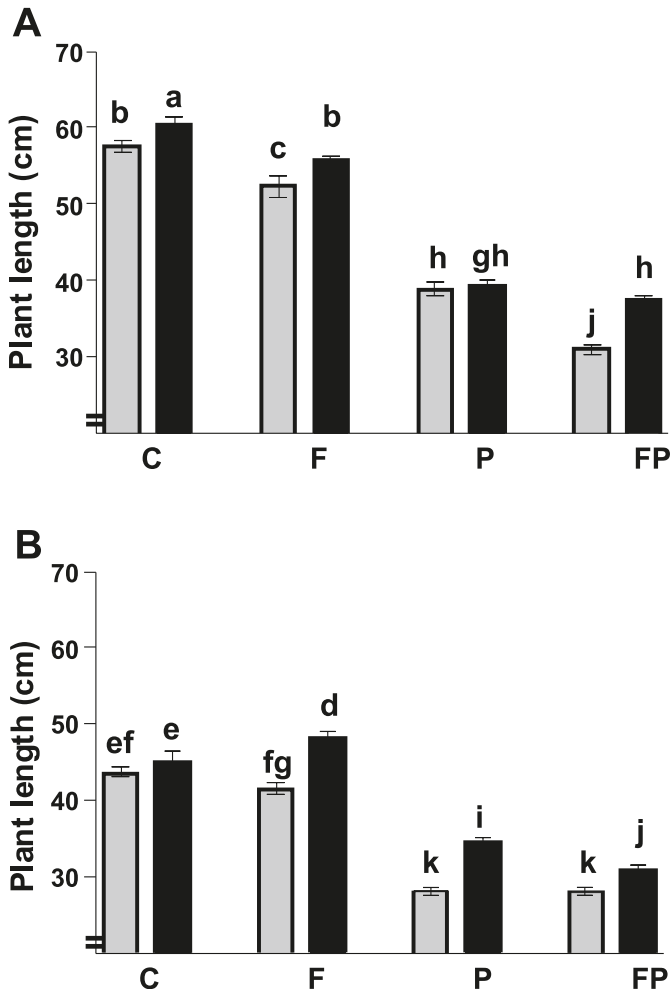 A
70
60
50
40
30
Plant length (cm)
b a c b h gh j h
C F P FP
B
70
60
50
40
30
Plant length (cm)
ef e fg d k i k j
C F P FP